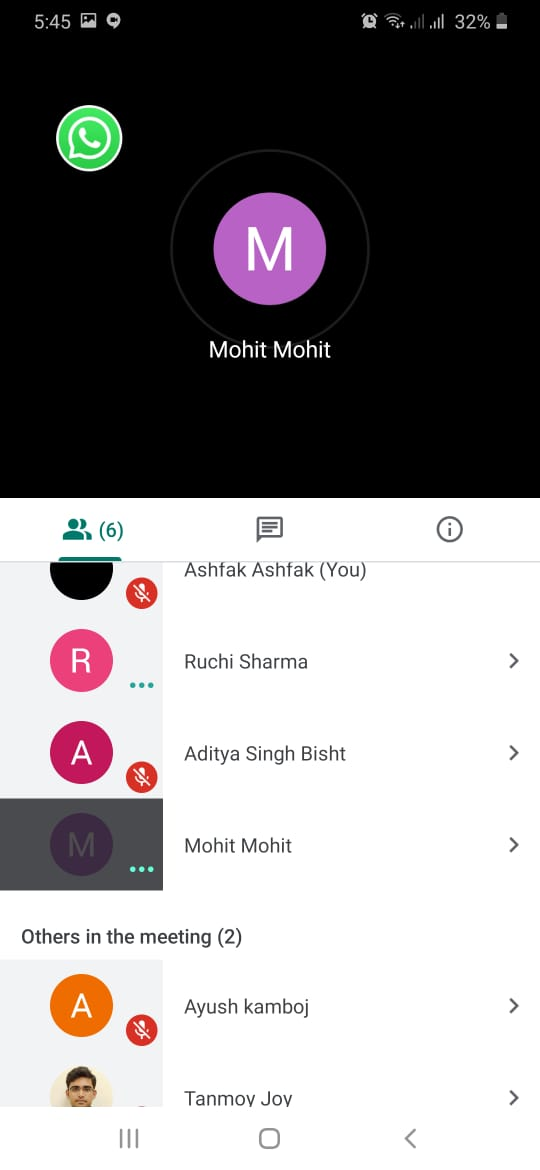 5:45 32%
M
Mohit Mohit
(6)
Ashfak Ashfak (You)
R Ruchi Sharma
A Aditya Singh Bisht
M Mohit Mohit
Others in the meeting (2)
A Ayush kamboj
Tanmoy Joy